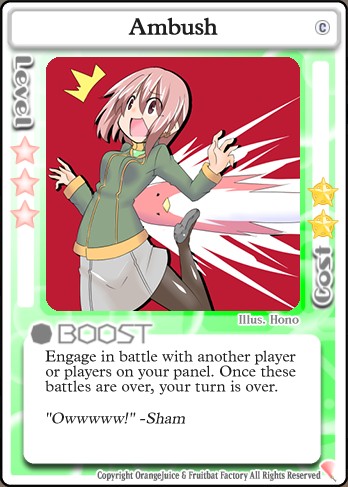 Ambush
C
Level
Cost
Illus. Hono
BOOST
Engage in battle with another player
or players on your panel. Once these
battles are over, your turn is over.
"Owwwww!" -Sham
Copyright OrangeJuice & Fruitbat Factory All Rights Reserved